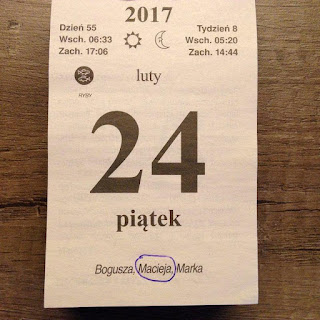 2017
Dzień 55
Wsch. 06:33
Zach. 17:06
Tydzień 8
Wsch. 05:20
Zach. 14:44
RYBY
luty
24
piątek
Bogusza, Macieja, Marka